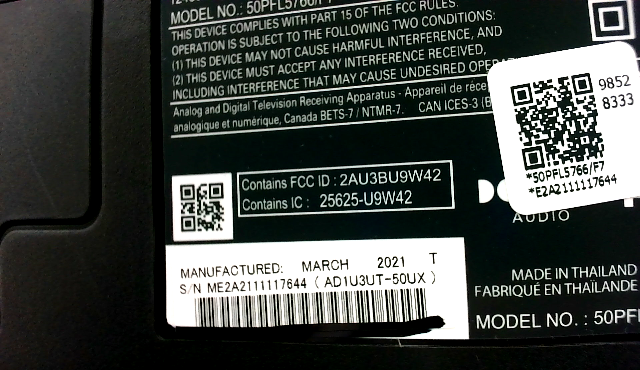 MODEL NO.: 50PFL5766/F7
THIS DEVICE COMPLIES WITH PART 15 OF THE FCC RULES.
OPERATION IS SUBJECT TO THE FOLLOWING TWO CONDITIONS:
(1) THIS DEVICE MAY NOT CAUSE HARMFUL INTERFERENCE, AND
(2) THIS DEVICE MUST ACCEPT ANY INTERFERENCE RECEIVED,
INCLUDING INTERFERENCE THAT MAY CAUSE UNDESIRED OPERAT
Analog and Digital Television Receiving Apparatus - Appareil de réce
analogique et numérique, Canada BETS-7 / NTMR-7. CAN ICES-3 (B
9852
8333
*50PFL5766/F7
*E2A2111117644
Contains FCC ID : 2AU3BU9W42
Contains IC : 25625-U9W42
AUDIO
MANUFACTURED: MARCH 2021 T
S/N ME2A2111117644 ( AD1U3UT-50UX )
MADE IN THAILAND
FABRIQUÉ EN THAÏLANDE
MODEL NO. : 50PFL